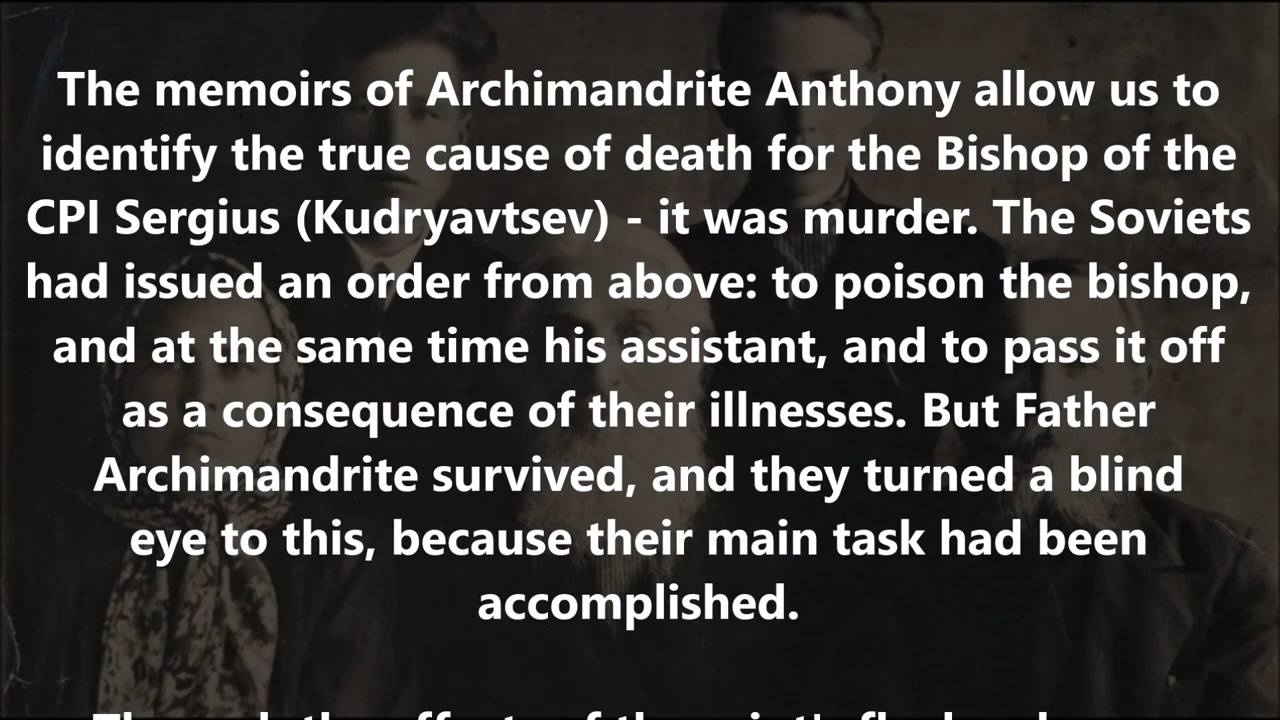 The memoirs of Archimandrite Anthony allow us to
identify the true cause of death for the Bishop of the
CPI Sergius (Kudryavtsev) - it was murder. The Soviets
had issued an order from above: to poison the bishop,
and at the same time his assistant, and to pass it off
as a consequence of their illnesses. But Father
Archimandrite survived, and they turned a blind
eye to this, because their main task had been
accomplished.